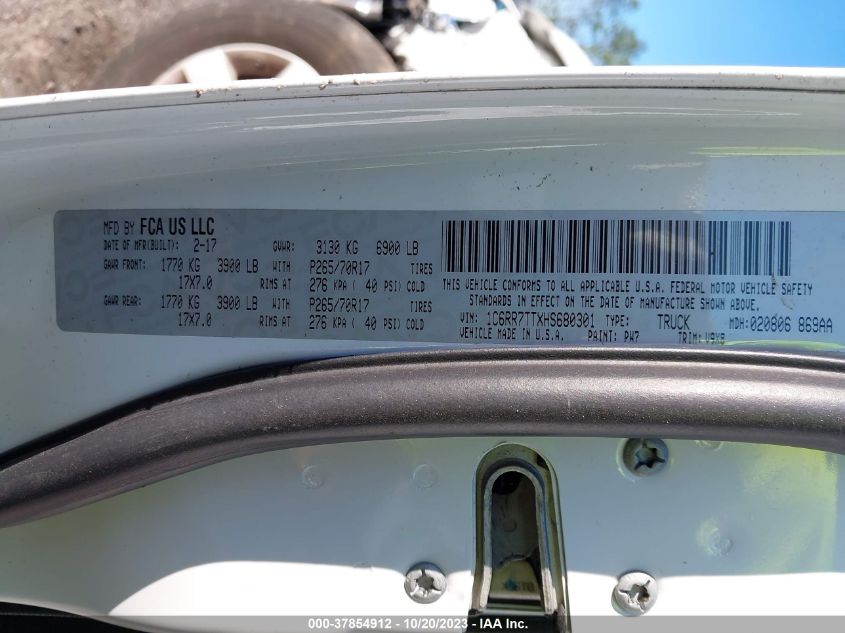 MFD BY FCA US LLC
DATE OF MFR(BUILT): 2-17 GVWR: 3130 KG 6900 LB
GAWR FRONT: 1770 KG 3900 LB WITH P265/70R17 TIRES
17X7.0 RIMS AT 276 KPA ( 40 PSI) COLD
GAWR REAR: 1770 KG 3900 LB WITH P265/70R17 TIRES
17X7.0 RIMS AT 276 KPA ( 40 PSI) COLD
THIS VEHICLE CONFORMS TO ALL APPLICABLE U.S.A. FEDERAL MOTOR VEHICLE SAFETY
STANDARDS IN EFFECT ON THE DATE OF MANUFACTURE SHOWN ABOVE.
VIN: 1C6RR7TTXHS680301 TYPE: TRUCK MDH:020806 869AA
VEHICLE MADE IN U.S.A. PAINT: PW7 TRIM: V9X8
000-37854912 - 10/20/2023 - IAA Inc.